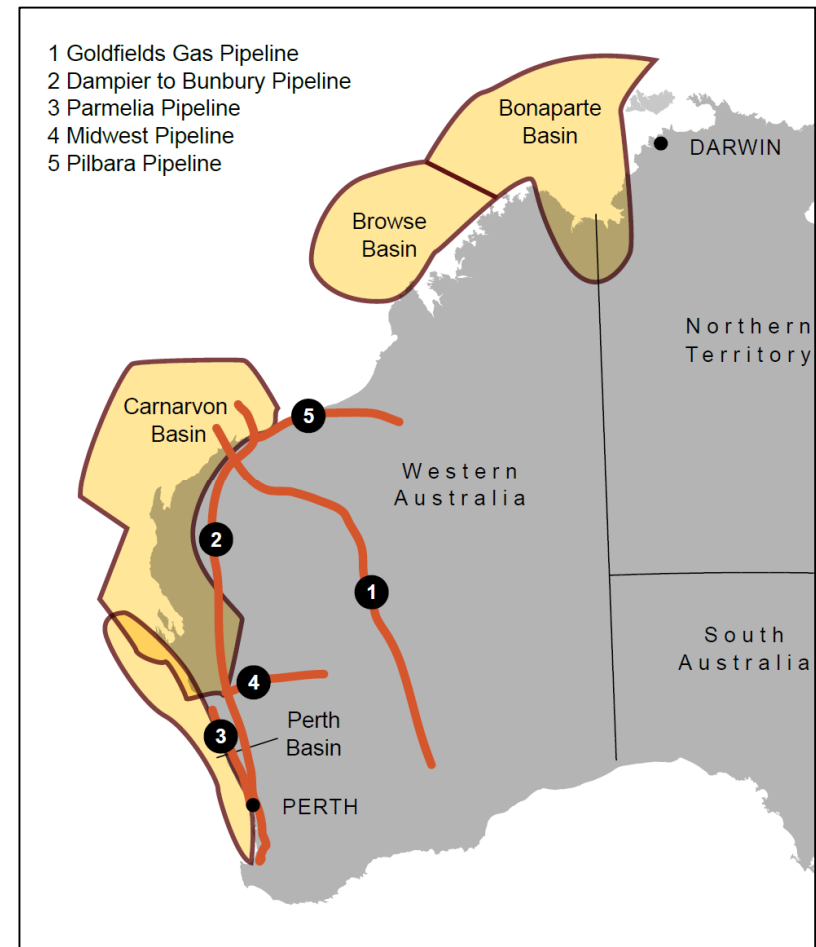 1 Goldfields Gas Pipeline
2 Dampier to Bunbury Pipeline
3 Parmelia Pipeline
4 Midwest Pipeline
5 Pilbara Pipeline
Bonaparte
Basin
DARWIN
Browse
Basin
Northern
Territory
Carnarvon
Basin
5
Western
Australia
2
1
South
Australia
4
3
Perth
Basin
PERTH